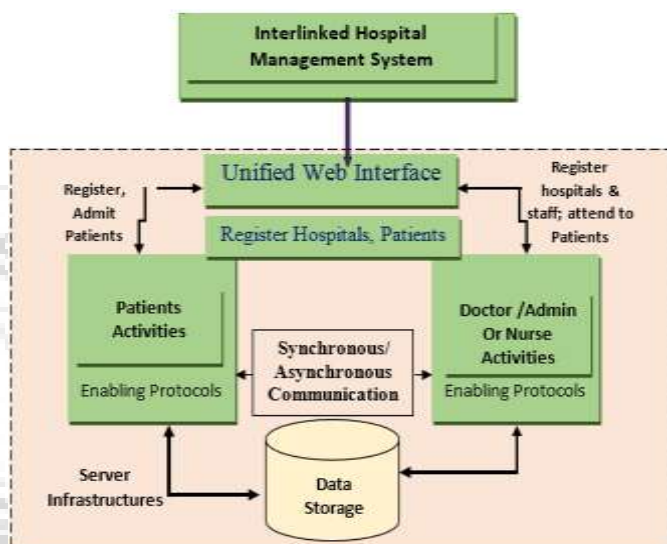 Interlinked Hospital
Management System
Unified Web Interface
Register,
Admit
Patients
Register
hospitals &
staff; attend to
Patients
Register Hospitals, Patients
Patients
Activities
Enabling Protocols
Synchronous/
Asynchronous
Communication
Doctor /Admin
Or Nurse
Activities
Enabling Protocols
Server
Infrastructures
Data
Storage